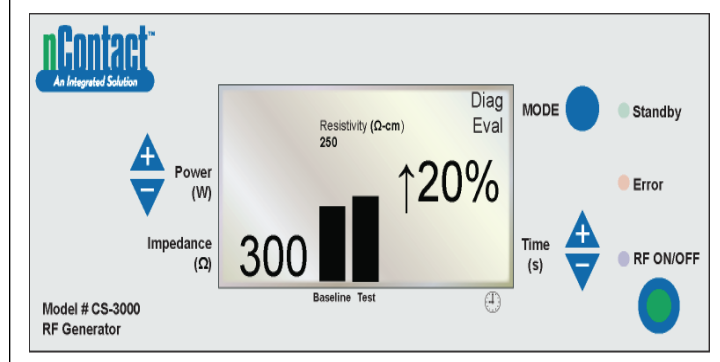 nContact™
An Integrated Solution
Diag
Eval
Resistivity (Ω-cm)
250
↑20%
300
Baseline Test
Power
(W)
Impedance
(Ω)
MODE
Standby
Error
Time
(s)
RF ON/OFF
Model # CS-3000
RF Generator